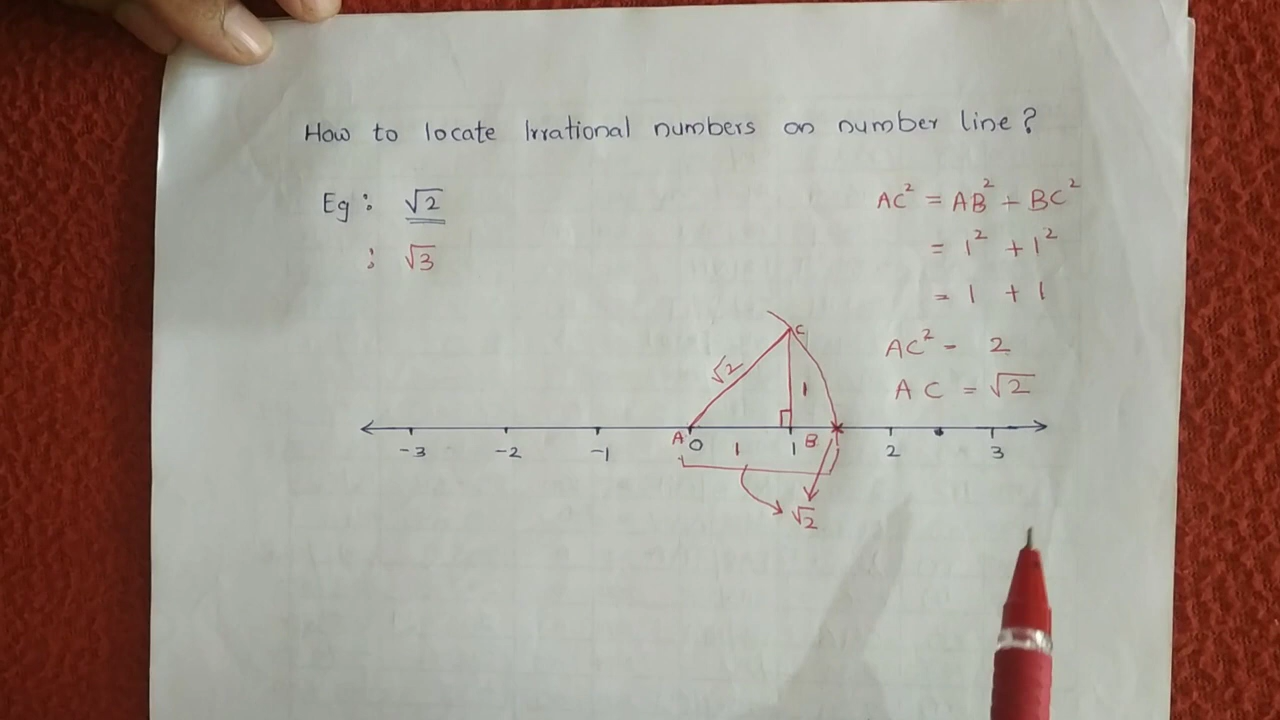 How to locate Irrational numbers on number line?
Eg : √2
: √3
AC² = AB² + BC²
= 1² + 1²
= 1 + 1
AC² - 2
AC = √2
C
√2
1
A 0 1 1 B
-3 -2 -1 2 3
√2